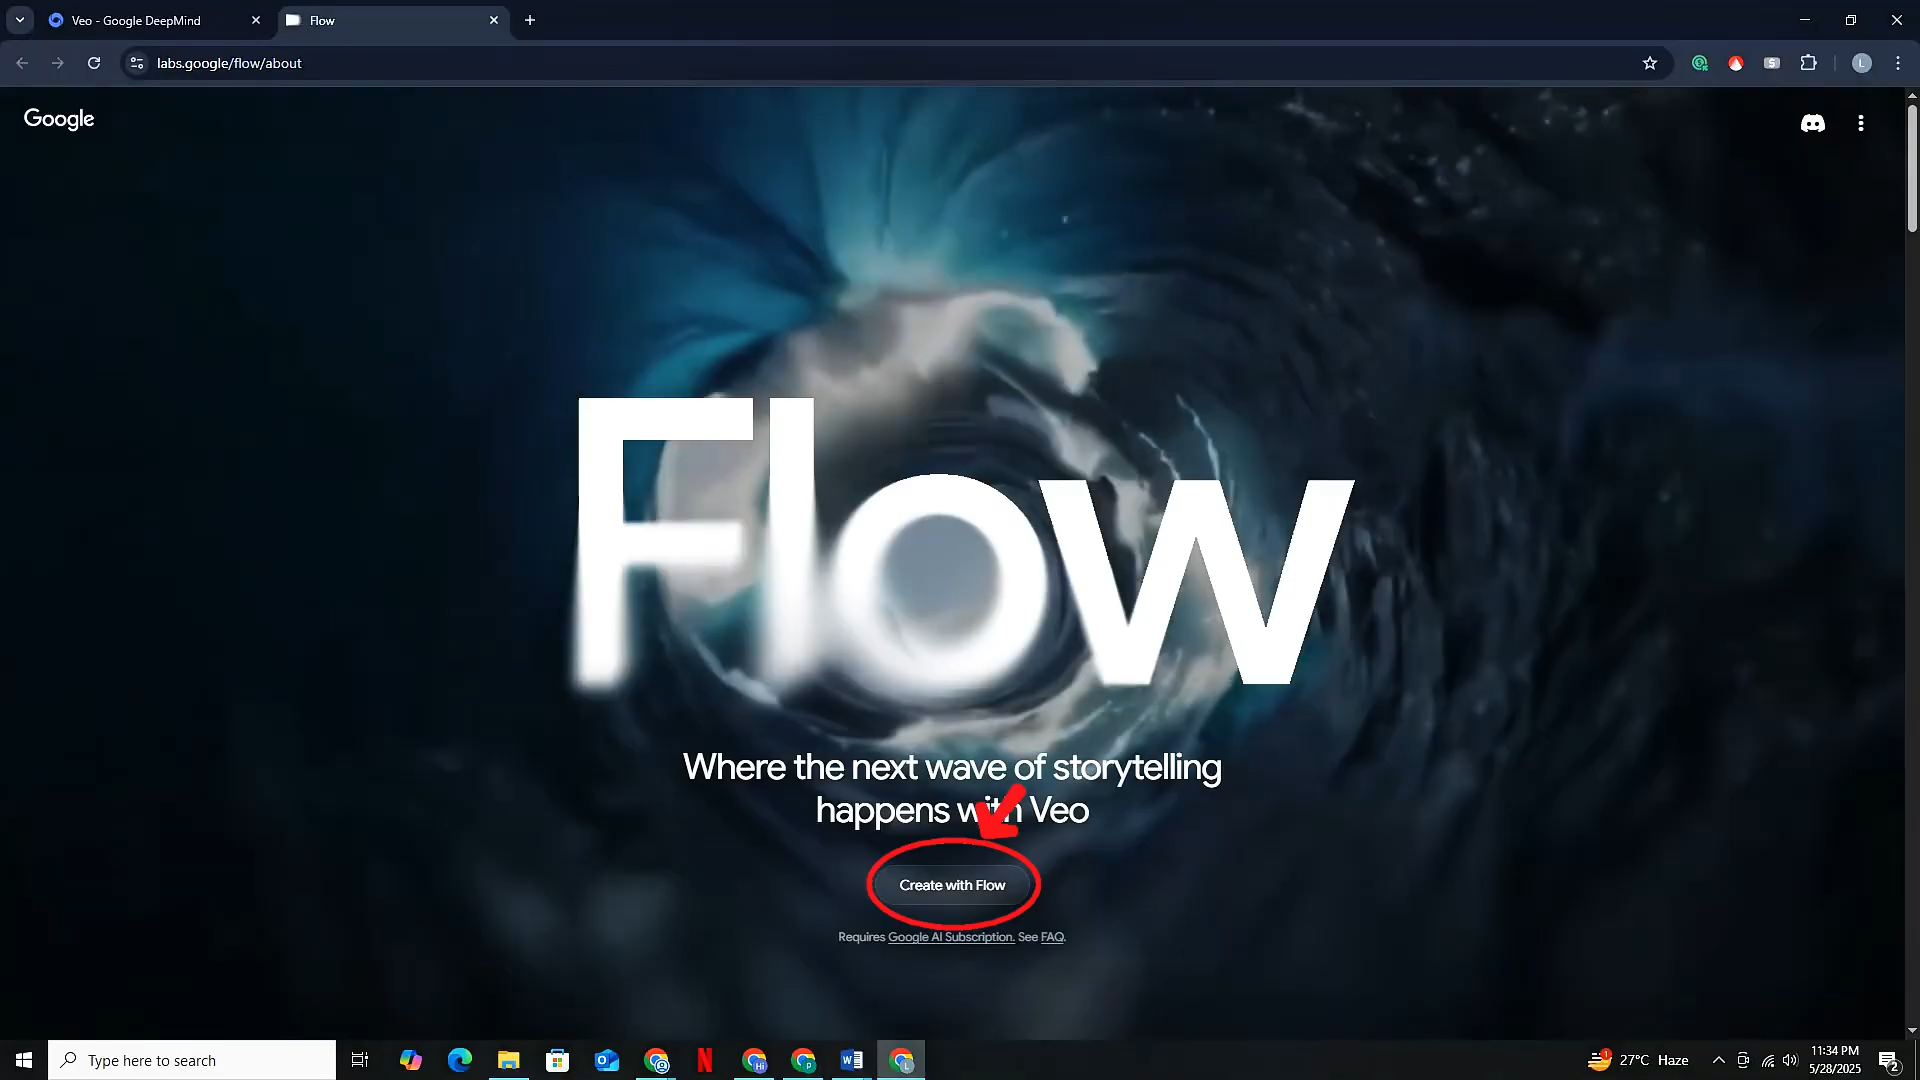 Veo - Google DeepMind
Flow
labs.google/flow/about
L
Google
Flow
Where the next wave of storytelling
happens with Veo
Create with Flow
Requires Google AI Subscription. See FAQ.
Type here to search
27°C Haze
11:34 PM
5/28/2025
2